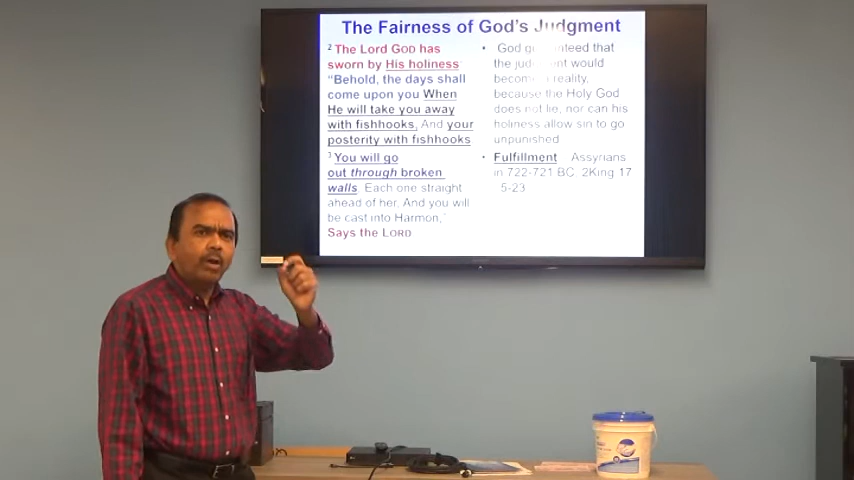 The Fairness of God's Judgment
2 The Lord GOD has
sworn by His holiness
"Behold, the days shall
come upon you When
He will take you away
with fishhooks, And your
posterity with fishhooks
3 You will go
out through broken
walls. Each one straight
ahead of her. And you will
be cast into Harmon,"
Says the LORD
• God that
the would
reality,
because the Holy God
does not lie, nor can his
holiness allow sin to go
unpunished
• Fulfillment Assyrians
in 722-721 BC, 2King 17
5-23